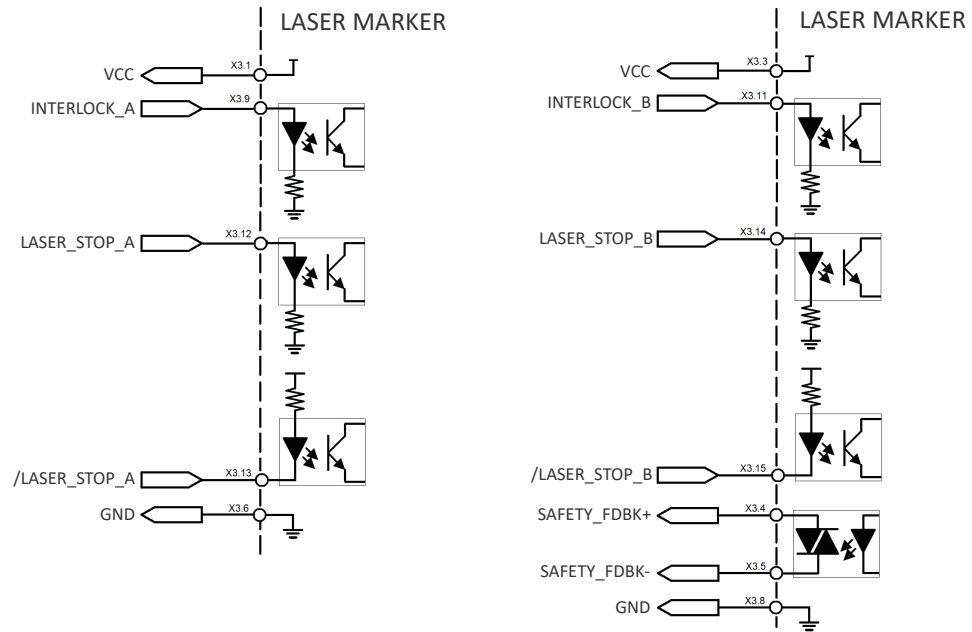 LASER MARKER
VCC
X3.1
INTERLOCK_A
X3.9
LASER_STOP_A
X3.12
/LASER_STOP_A
X3.13
GND
X3.6
LASER MARKER
VCC
X3.3
INTERLOCK_B
X3.11
LASER_STOP_B
X3.14
/LASER_STOP_B
X3.15
SAFETY_FDBK+
X3.4
SAFETY_FDBK-
X3.5
GND
X3.8